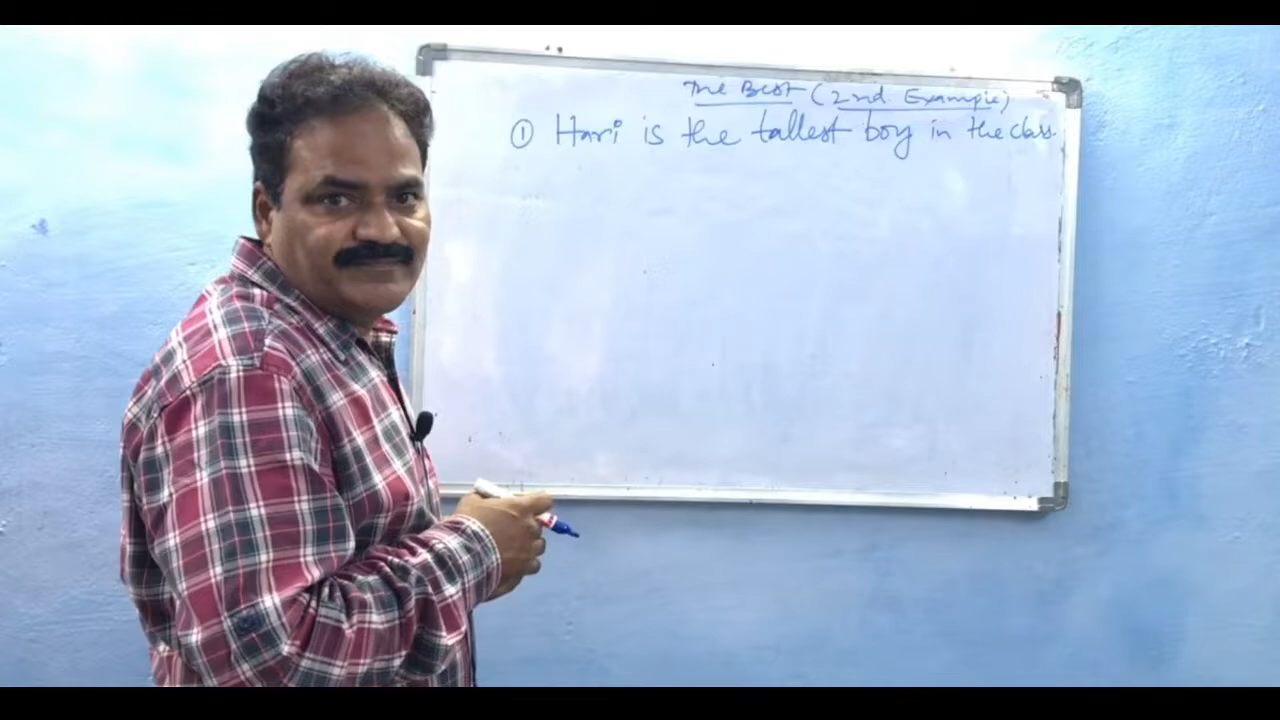 The Best (2nd Example)
① Hari is the tallest boy in the class.